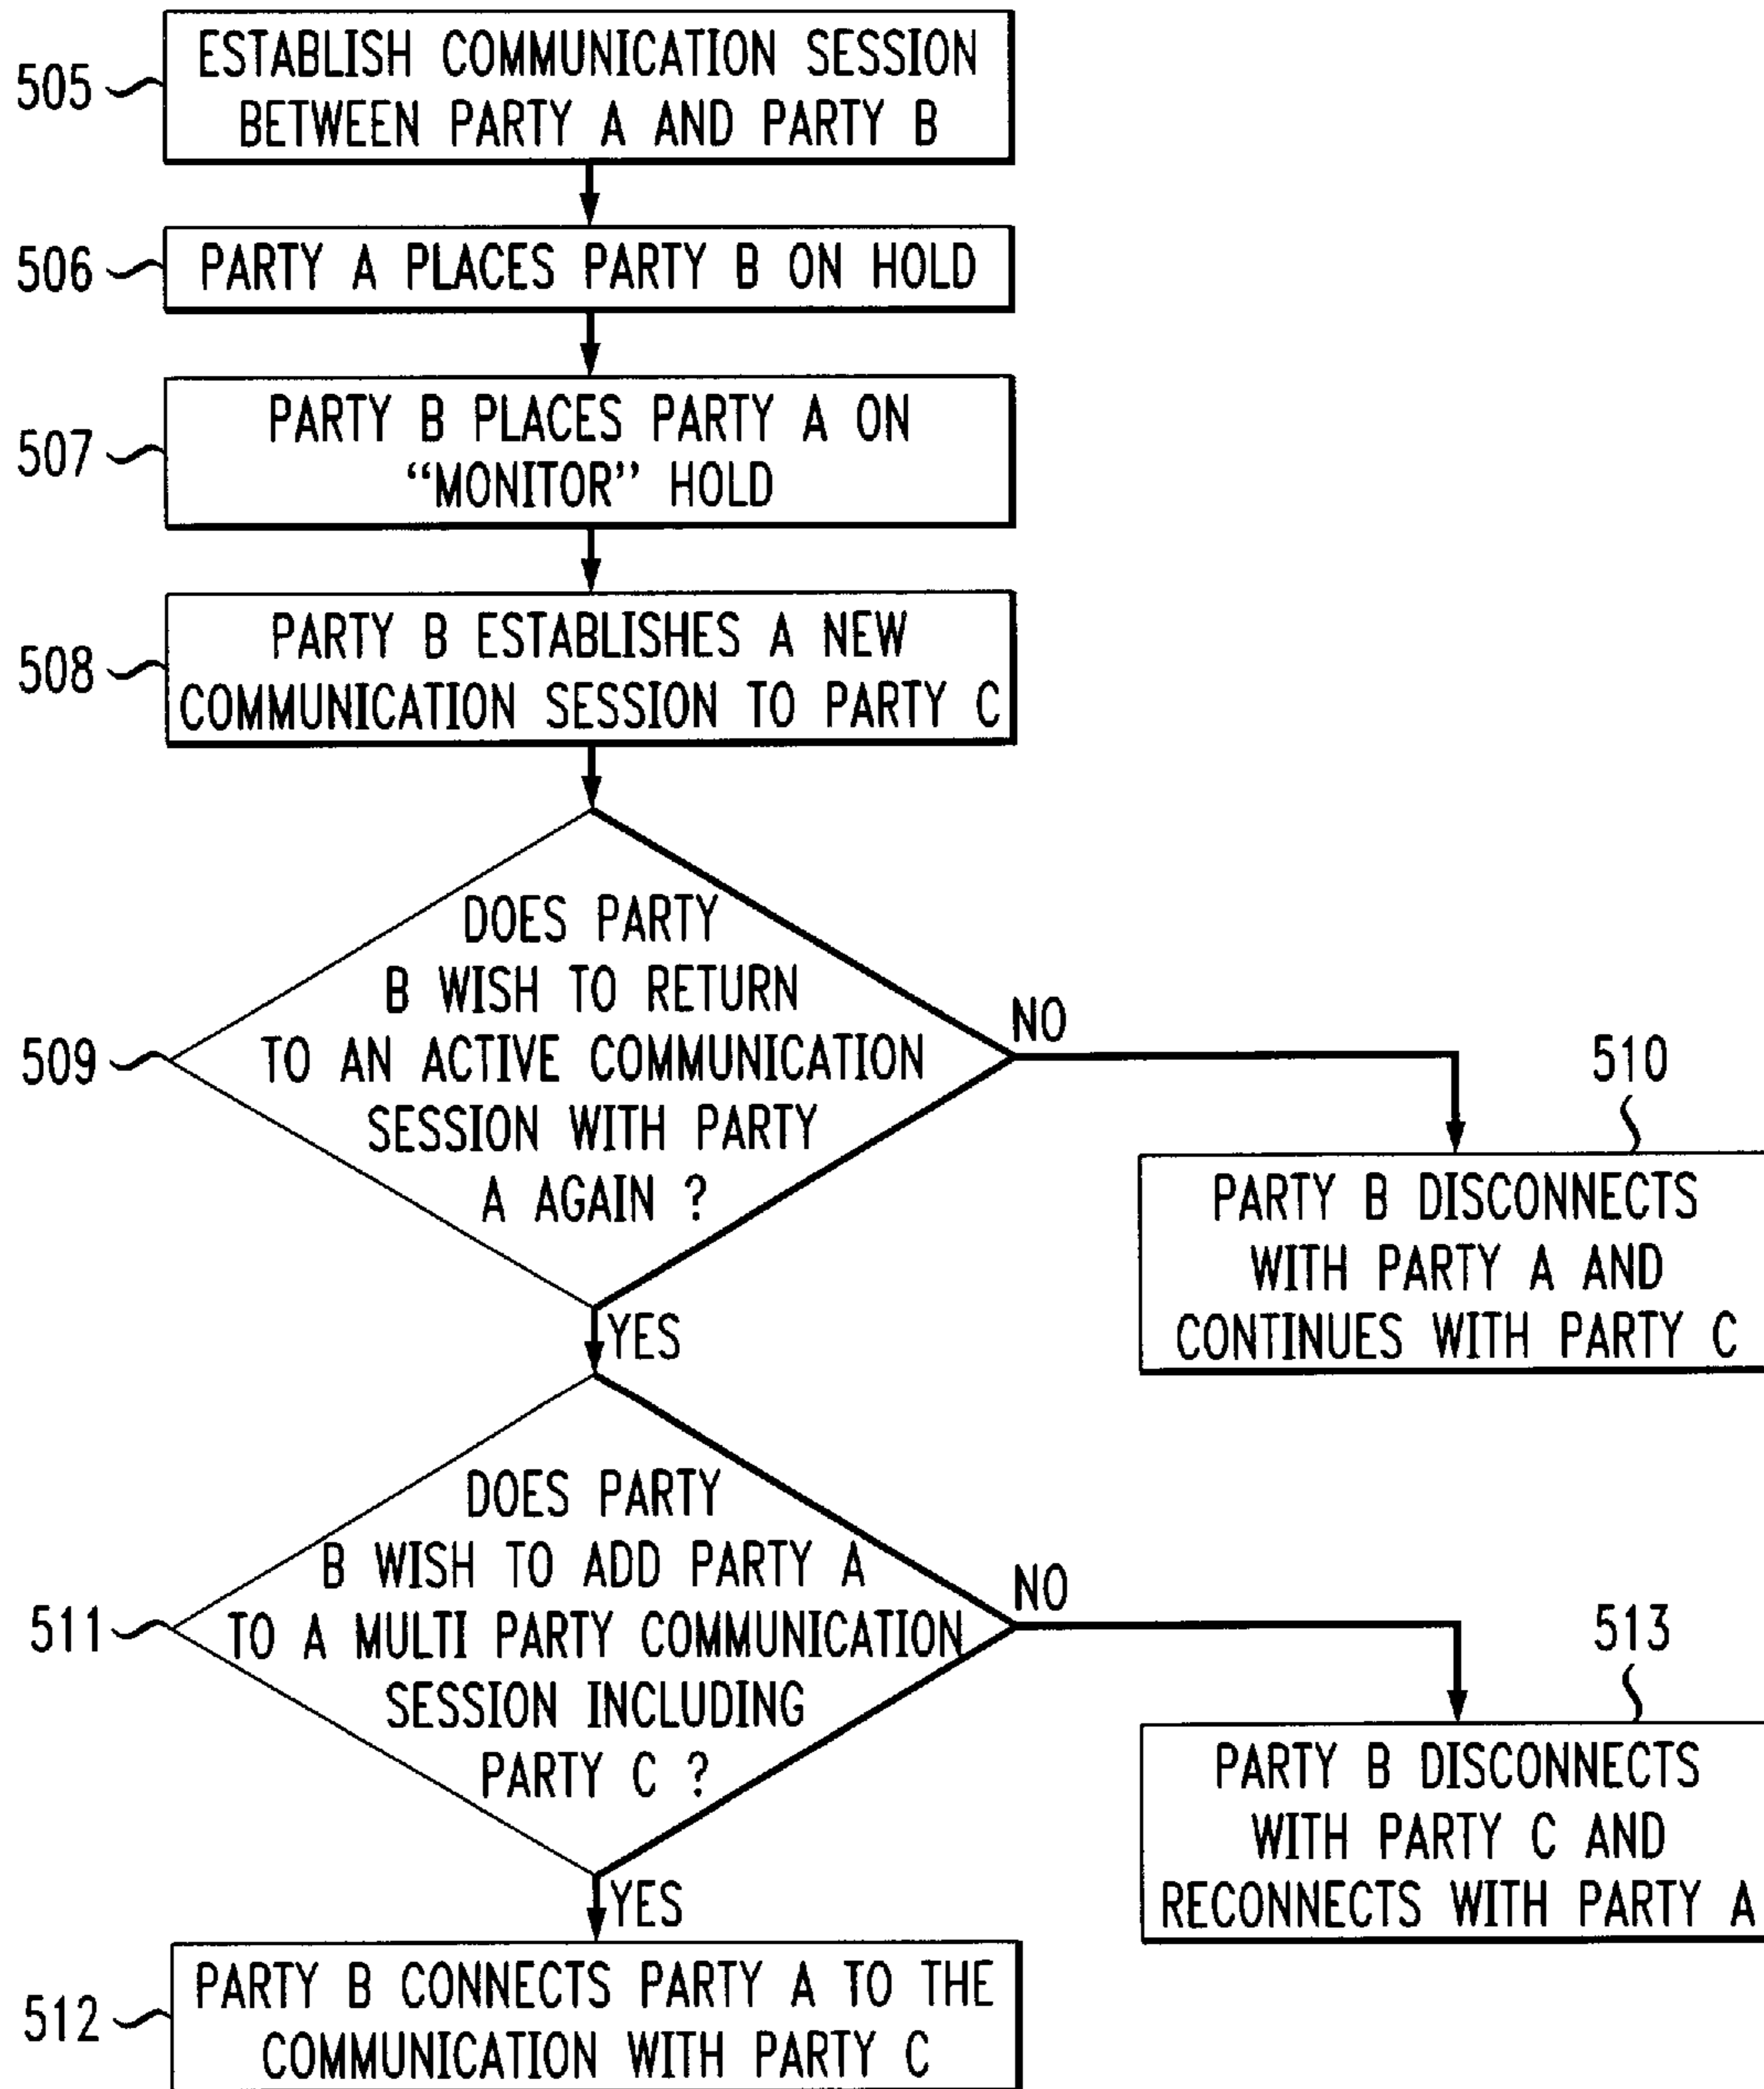 505
ESTABLISH COMMUNICATION SESSION
BETWEEN PARTY A AND PARTY B
506
PARTY A PLACES PARTY B ON HOLD
507
PARTY B PLACES PARTY A ON
“MONITOR” HOLD
508
PARTY B ESTABLISHES A NEW
COMMUNICATION SESSION TO PARTY C
509
DOES PARTY
B WISH TO RETURN
TO AN ACTIVE COMMUNICATION
SESSION WITH PARTY
A AGAIN ?
NO
510
PARTY B DISCONNECTS
WITH PARTY A AND
CONTINUES WITH PARTY C
YES
511
DOES PARTY
B WISH TO ADD PARTY A
TO A MULTI PARTY COMMUNICATION
SESSION INCLUDING
PARTY C ?
NO
513
PARTY B DISCONNECTS
WITH PARTY C AND
RECONNECTS WITH PARTY A
YES
512
PARTY B CONNECTS PARTY A TO THE
COMMUNICATION WITH PARTY C